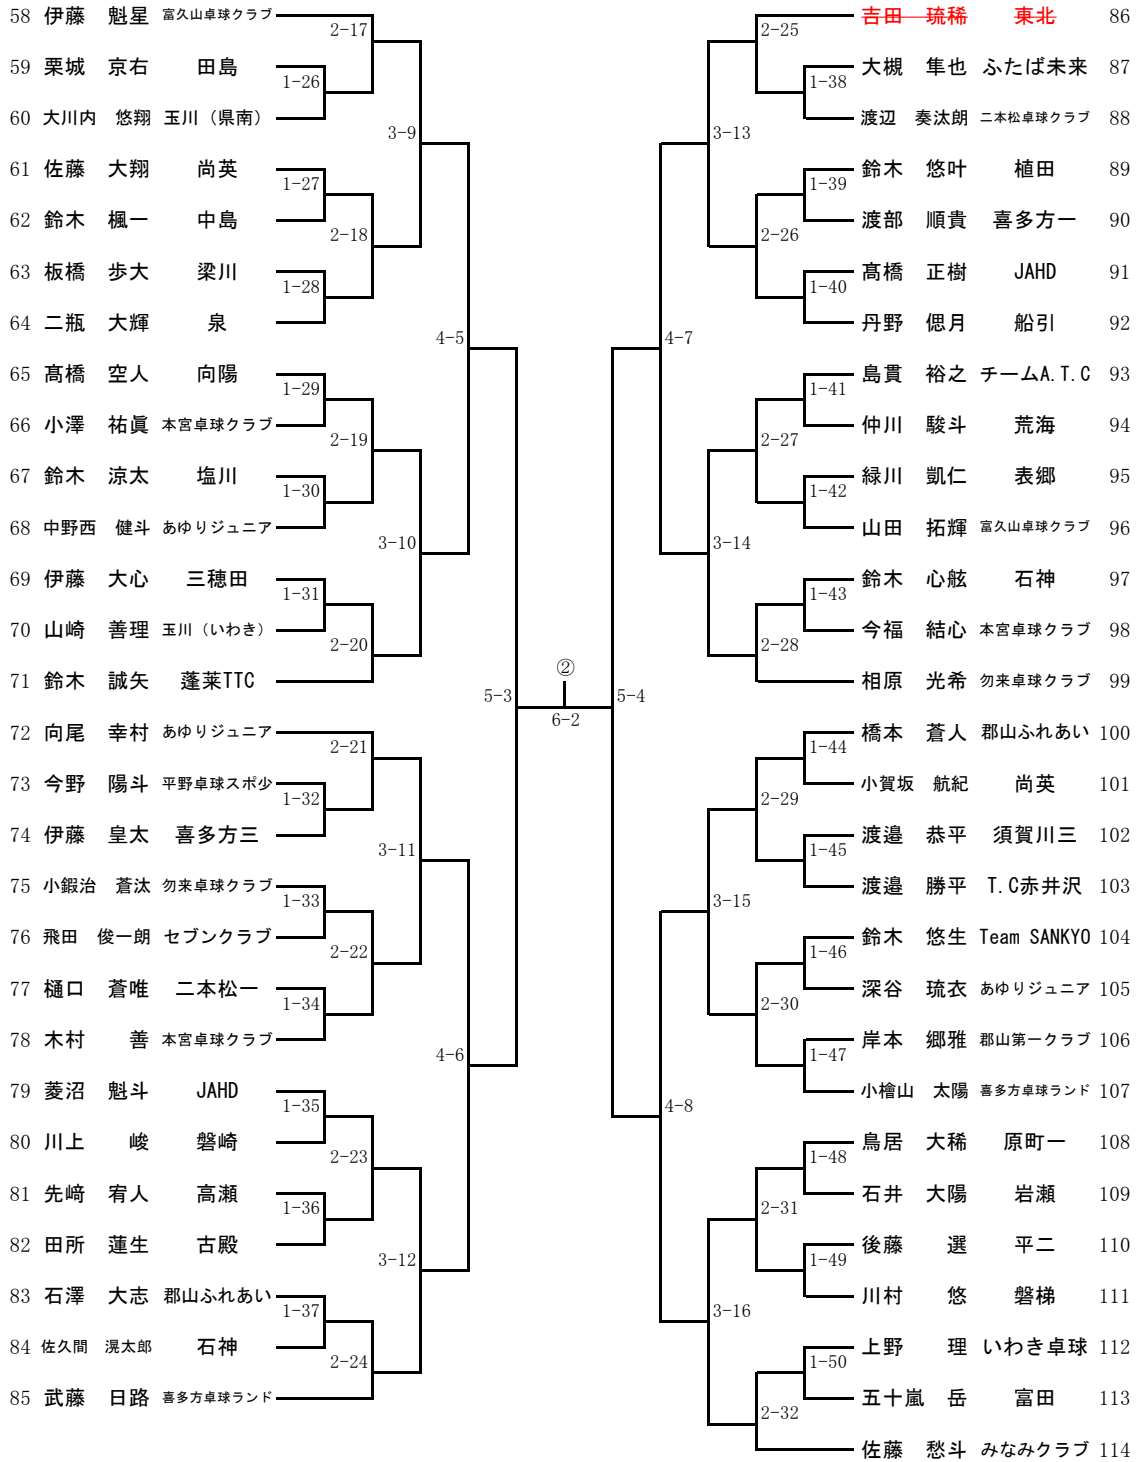 58 伊藤 魁星 富久山卓球クラブ
2-17
59 栗城 京右 田島
1-26
60 大川内 悠翔 玉川（県南）
3-9
61 佐藤 大翔 尚英
1-27
62 鈴木 楓一 中島
2-18
63 板橋 歩大 梁川
1-28
64 二瓶 大輝 泉
4-5
65 髙橋 空人 向陽
1-29
66 小澤 祐眞 本宮卓球クラブ
2-19
67 鈴木 涼太 塩川
1-30
68 中野西 健斗 あゆりジュニア
3-10
69 伊藤 大心 三穂田
1-31
70 山崎 善理 玉川（いわき）
2-20
71 鈴木 誠矢 蓬莱TTC
5-3
72 向尾 幸村 あゆりジュニア
2-21
73 今野 陽斗 平野卓球スポ少
1-32
74 伊藤 皇太 喜多方三
3-11
75 小鍜治 蒼汰 勿来卓球クラブ
1-33
76 飛田 俊一朗 セブンクラブ
2-22
77 樋口 蒼唯 二本松一
1-34
78 木村 善 本宮卓球クラブ
4-6
79 菱沼 魁斗 JAHD
1-35
80 川上 峻 磐崎
2-23
81 先﨑 宥人 高瀬
1-36
82 田所 蓮生 古殿
3-12
83 石澤 大志 郡山ふれあい
1-37
84 佐久間 滉太郎 石神
2-24
85 武藤 日路 喜多方卓球ランド
②
6-2
吉田 琉稀 東北 86
2-25
大槻 隼也 ふたば未来 87
1-38
渡辺 奏汰朗 二本松卓球クラブ 88
3-13
鈴木 悠叶 植田 89
1-39
渡部 順貴 喜多方一 90
2-26
髙橋 正樹 JAHD 91
1-40
丹野 偲月 船引 92
4-7
島貫 裕之 チームA.T.C 93
1-41
仲川 駿斗 荒海 94
2-27
緑川 凱仁 表郷 95
1-42
山田 拓輝 富久山卓球クラブ 96
3-14
鈴木 心舷 石神 97
1-43
今福 結心 本宮卓球クラブ 98
2-28
相原 光希 勿来卓球クラブ 99
5-4
橋本 蒼人 郡山ふれあい 100
1-44
小賀坂 航紀 尚英 101
2-29
渡邉 恭平 須賀川三 102
1-45
渡邉 勝平 T.C赤井沢 103
3-15
鈴木 悠生 Team SANKYO 104
1-46
深谷 琉衣 あゆりジュニア 105
2-30
岸本 郷雅 郡山第一クラブ 106
1-47
小檜山 太陽 喜多方卓球ランド 107
4-8
鳥居 大稀 原町一 108
1-48
石井 大陽 岩瀬 109
2-31
後藤 選 平二 110
1-49
川村 悠 磐梯 111
3-16
上野 理 いわき卓球 112
1-50
五十嵐 岳 富田 113
2-32
佐藤 愁斗 みなみクラブ 114